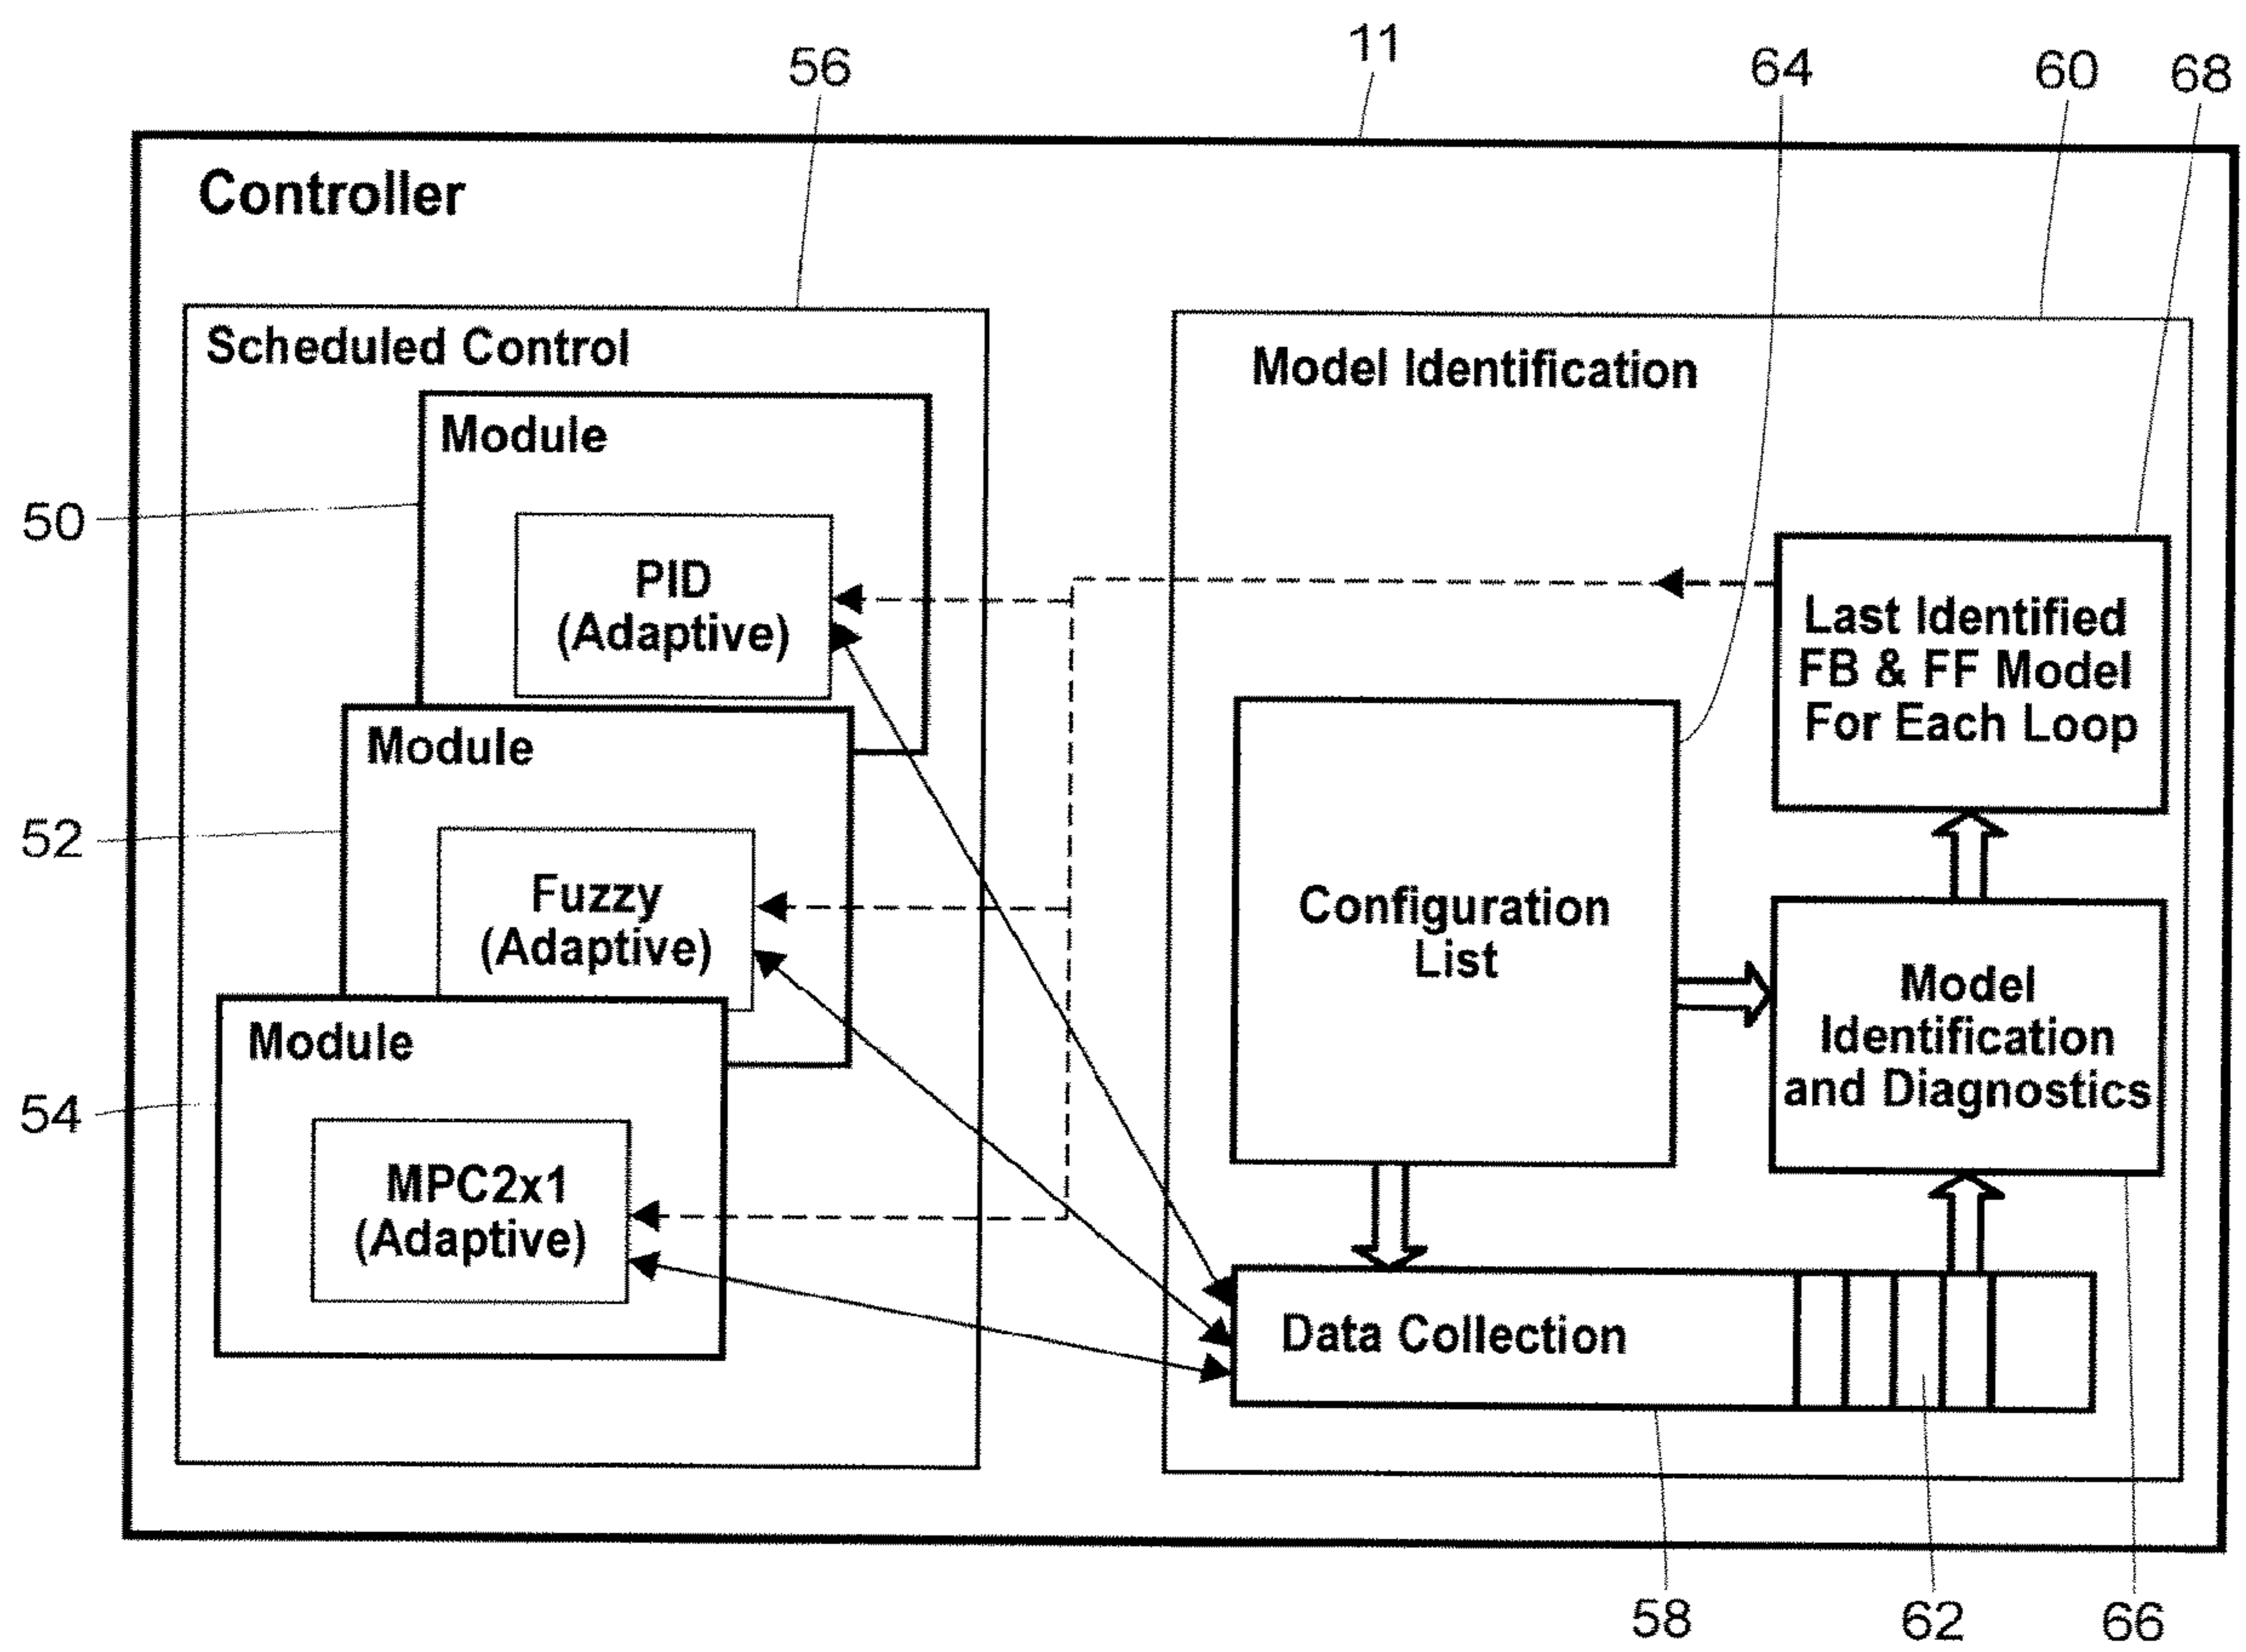 56
11
64
60
68
Controller
Scheduled Control
Module
50
PID
(Adaptive)
Module
52
Fuzzy
(Adaptive)
Module
54
MPC2x1
(Adaptive)
Model Identification
Last Identified
FB & FF Model
For Each Loop
Configuration
List
Model
Identification
and Diagnostics
Data Collection
58
62
66